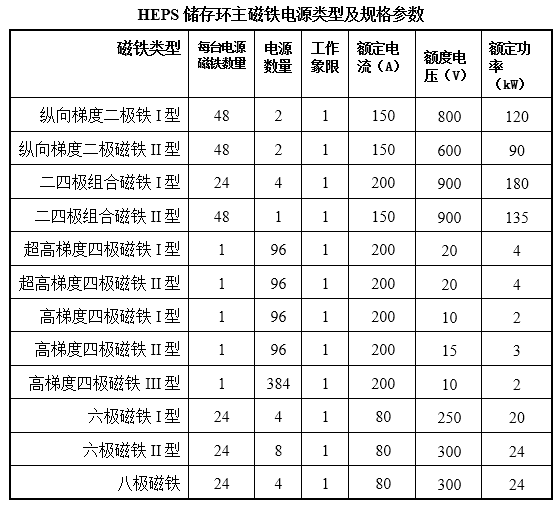 HEPS 储存环主磁铁电源类型及规格参数
磁铁类型 每台电源磁铁数量 电源数量 工作象限 额定电流（A） 额度电压（V） 额定功率（kW）
纵向梯度二极铁 I 型 48 2 1 150 800 120
纵向梯度二极磁铁 II 型 48 2 1 150 600 90
二四极组合磁铁 I 型 24 4 1 200 900 180
二四极组合磁铁 II 型 48 1 1 150 900 135
超高梯度四极磁铁 I 型 1 96 1 200 20 4
超高梯度四极磁铁 II 型 1 96 1 200 20 4
高梯度四极磁铁 I 型 1 96 1 200 10 2
高梯度四极磁铁 II 型 1 96 1 200 15 3
高梯度四极磁铁 III 型 1 384 1 200 10 2
六极磁铁 I 型 24 4 1 80 250 20
六极磁铁 II 型 24 8 1 80 300 24
八极磁铁 24 4 1 80 300 24